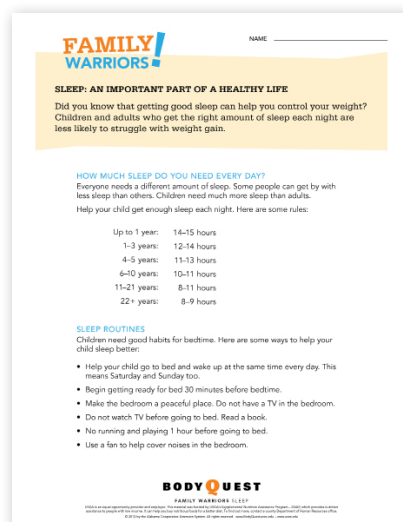 FAMILY
WARRIORS!
NAME
SLEEP: AN IMPORTANT PART OF A HEALTHY LIFE
Did you know that getting good sleep can help you control your weight?
Children and adults who get the right amount of sleep each night are
less likely to struggle with weight gain.
HOW MUCH SLEEP DO YOU NEED EVERY DAY?
Everyone needs a different amount of sleep. Some people can get by with
less sleep than others. Children need much more sleep than adults.
Help your child get enough sleep each night. Here are some rules:
Up to 1 year: 14–15 hours
1–3 years: 12–14 hours
4–5 years: 11–13 hours
6–10 years: 10–11 hours
11–21 years: 8–11 hours
22+ years: 8–9 hours
SLEEP ROUTINES
Children need good habits for bedtime. Here are some ways to help your
child sleep better:
• Help your child go to bed and wake up at the same time every day. This
means Saturday and Sunday too.
• Begin getting ready for bed 30 minutes before bedtime.
• Make the bedroom a peaceful place. Do not have a TV in the bedroom.
• Do not watch TV before going to bed. Read a book.
• No running and playing 1 hour before going to bed.
• Use a fan to help cover noises in the bedroom.
BODY QUEST
FAMILY WARRIORS SLEEP